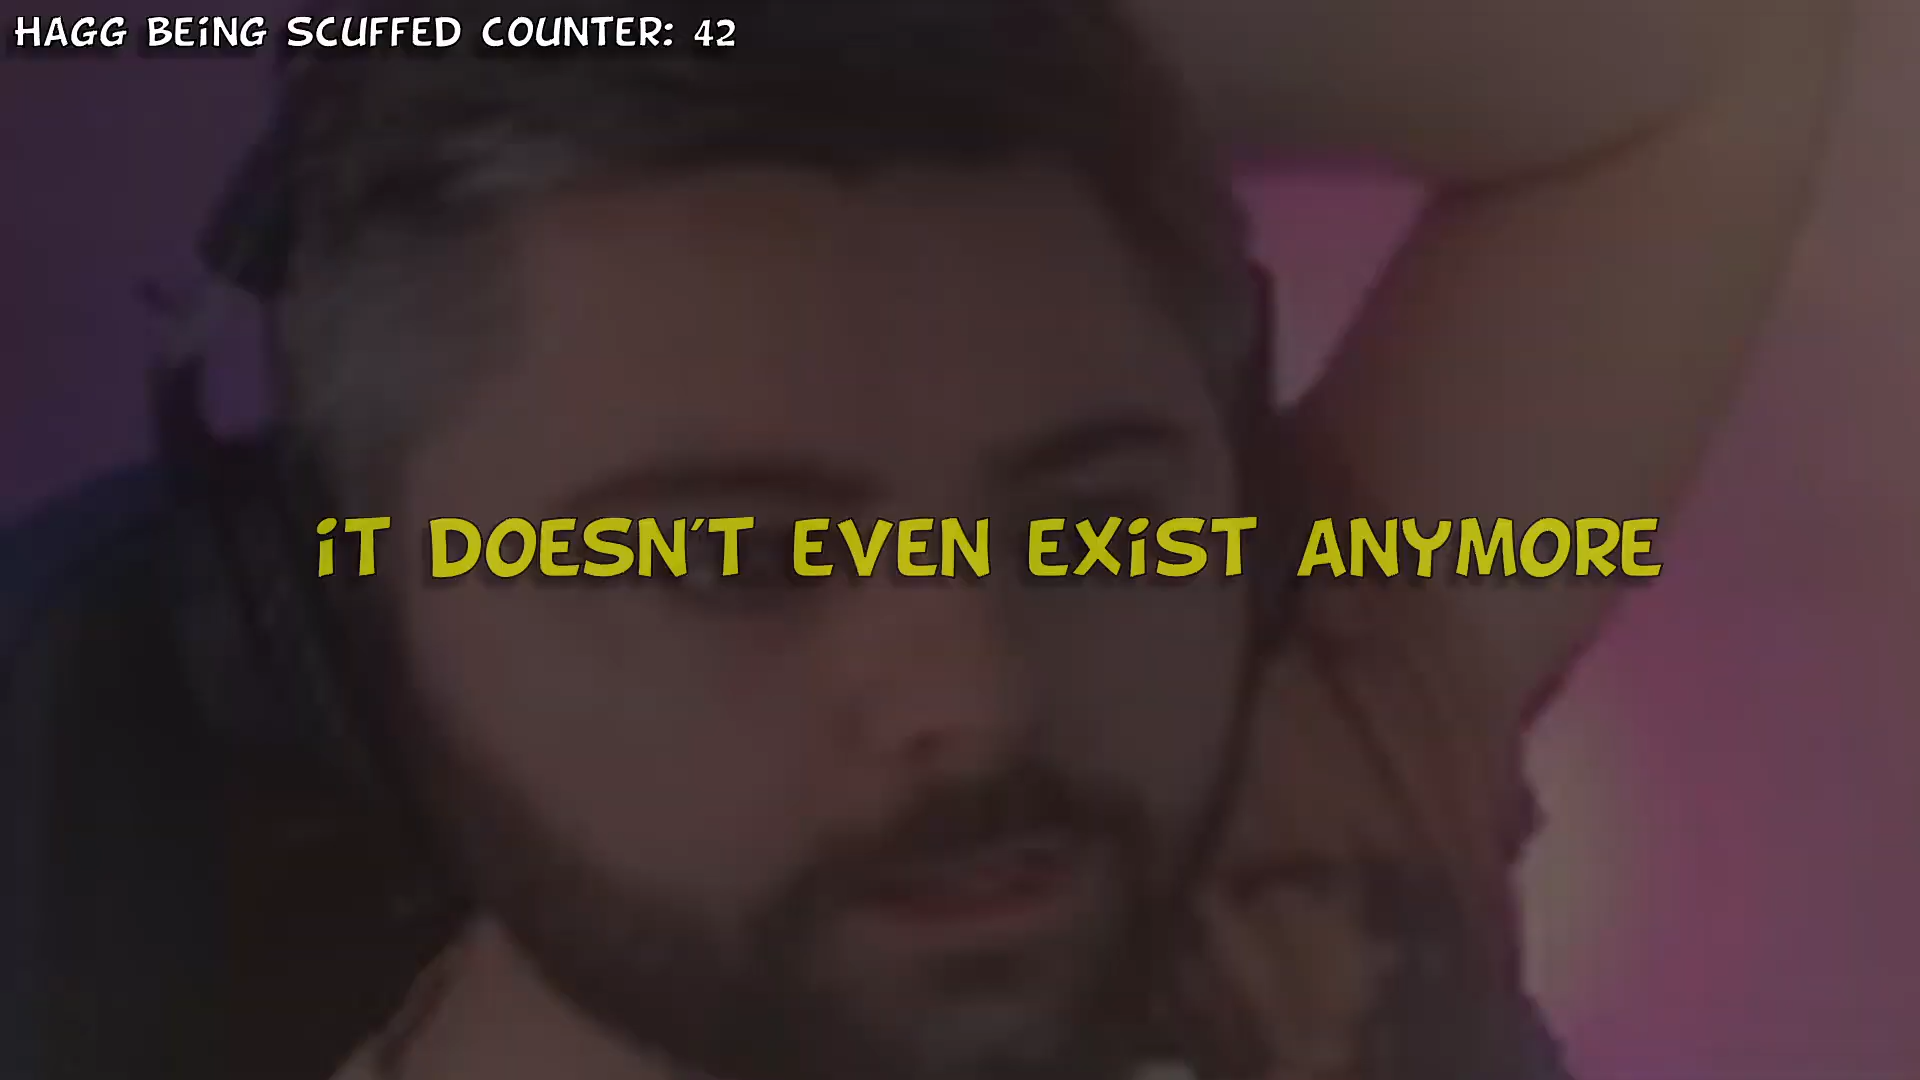 HAGG BEING SCUFFED COUNTER: 42
IT DOESN'T EVEN EXIST ANYMORE